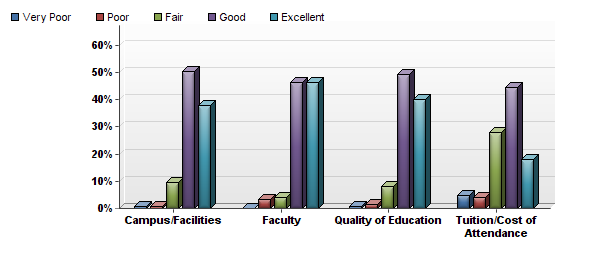 Very Poor Poor Fair Good Excellent
60%
50%
40%
30%
20%
10%
0%
Campus/Facilities Faculty Quality of Education Tuition/Cost of
Attendance